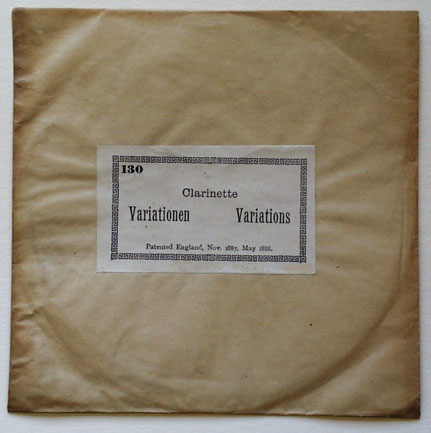 130
Clarinette
Variationen Variations
Patented England, Nov. 1887, May 1888.